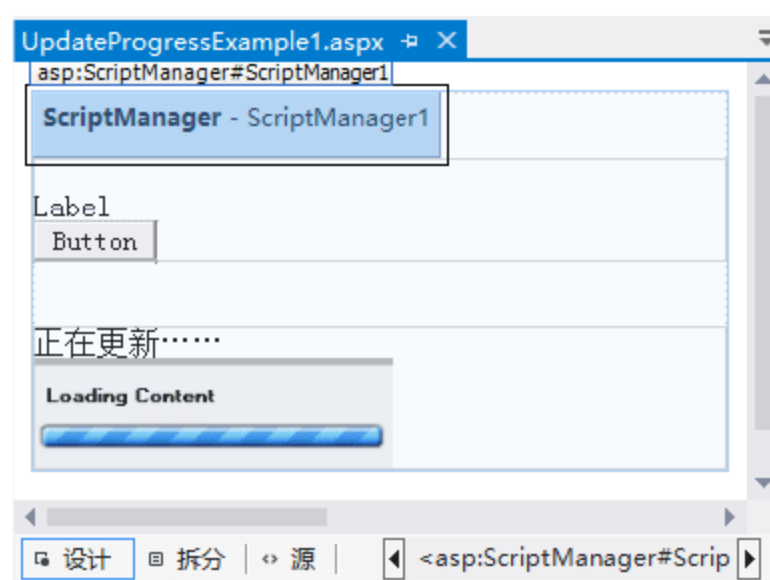 UpdateProgressExample1.aspx
asp:ScriptManager#ScriptManager1
ScriptManager - ScriptManager1
Label
Button
正在更新……
Loading Content
设计 拆分 源 <asp:ScriptManager#Scrip